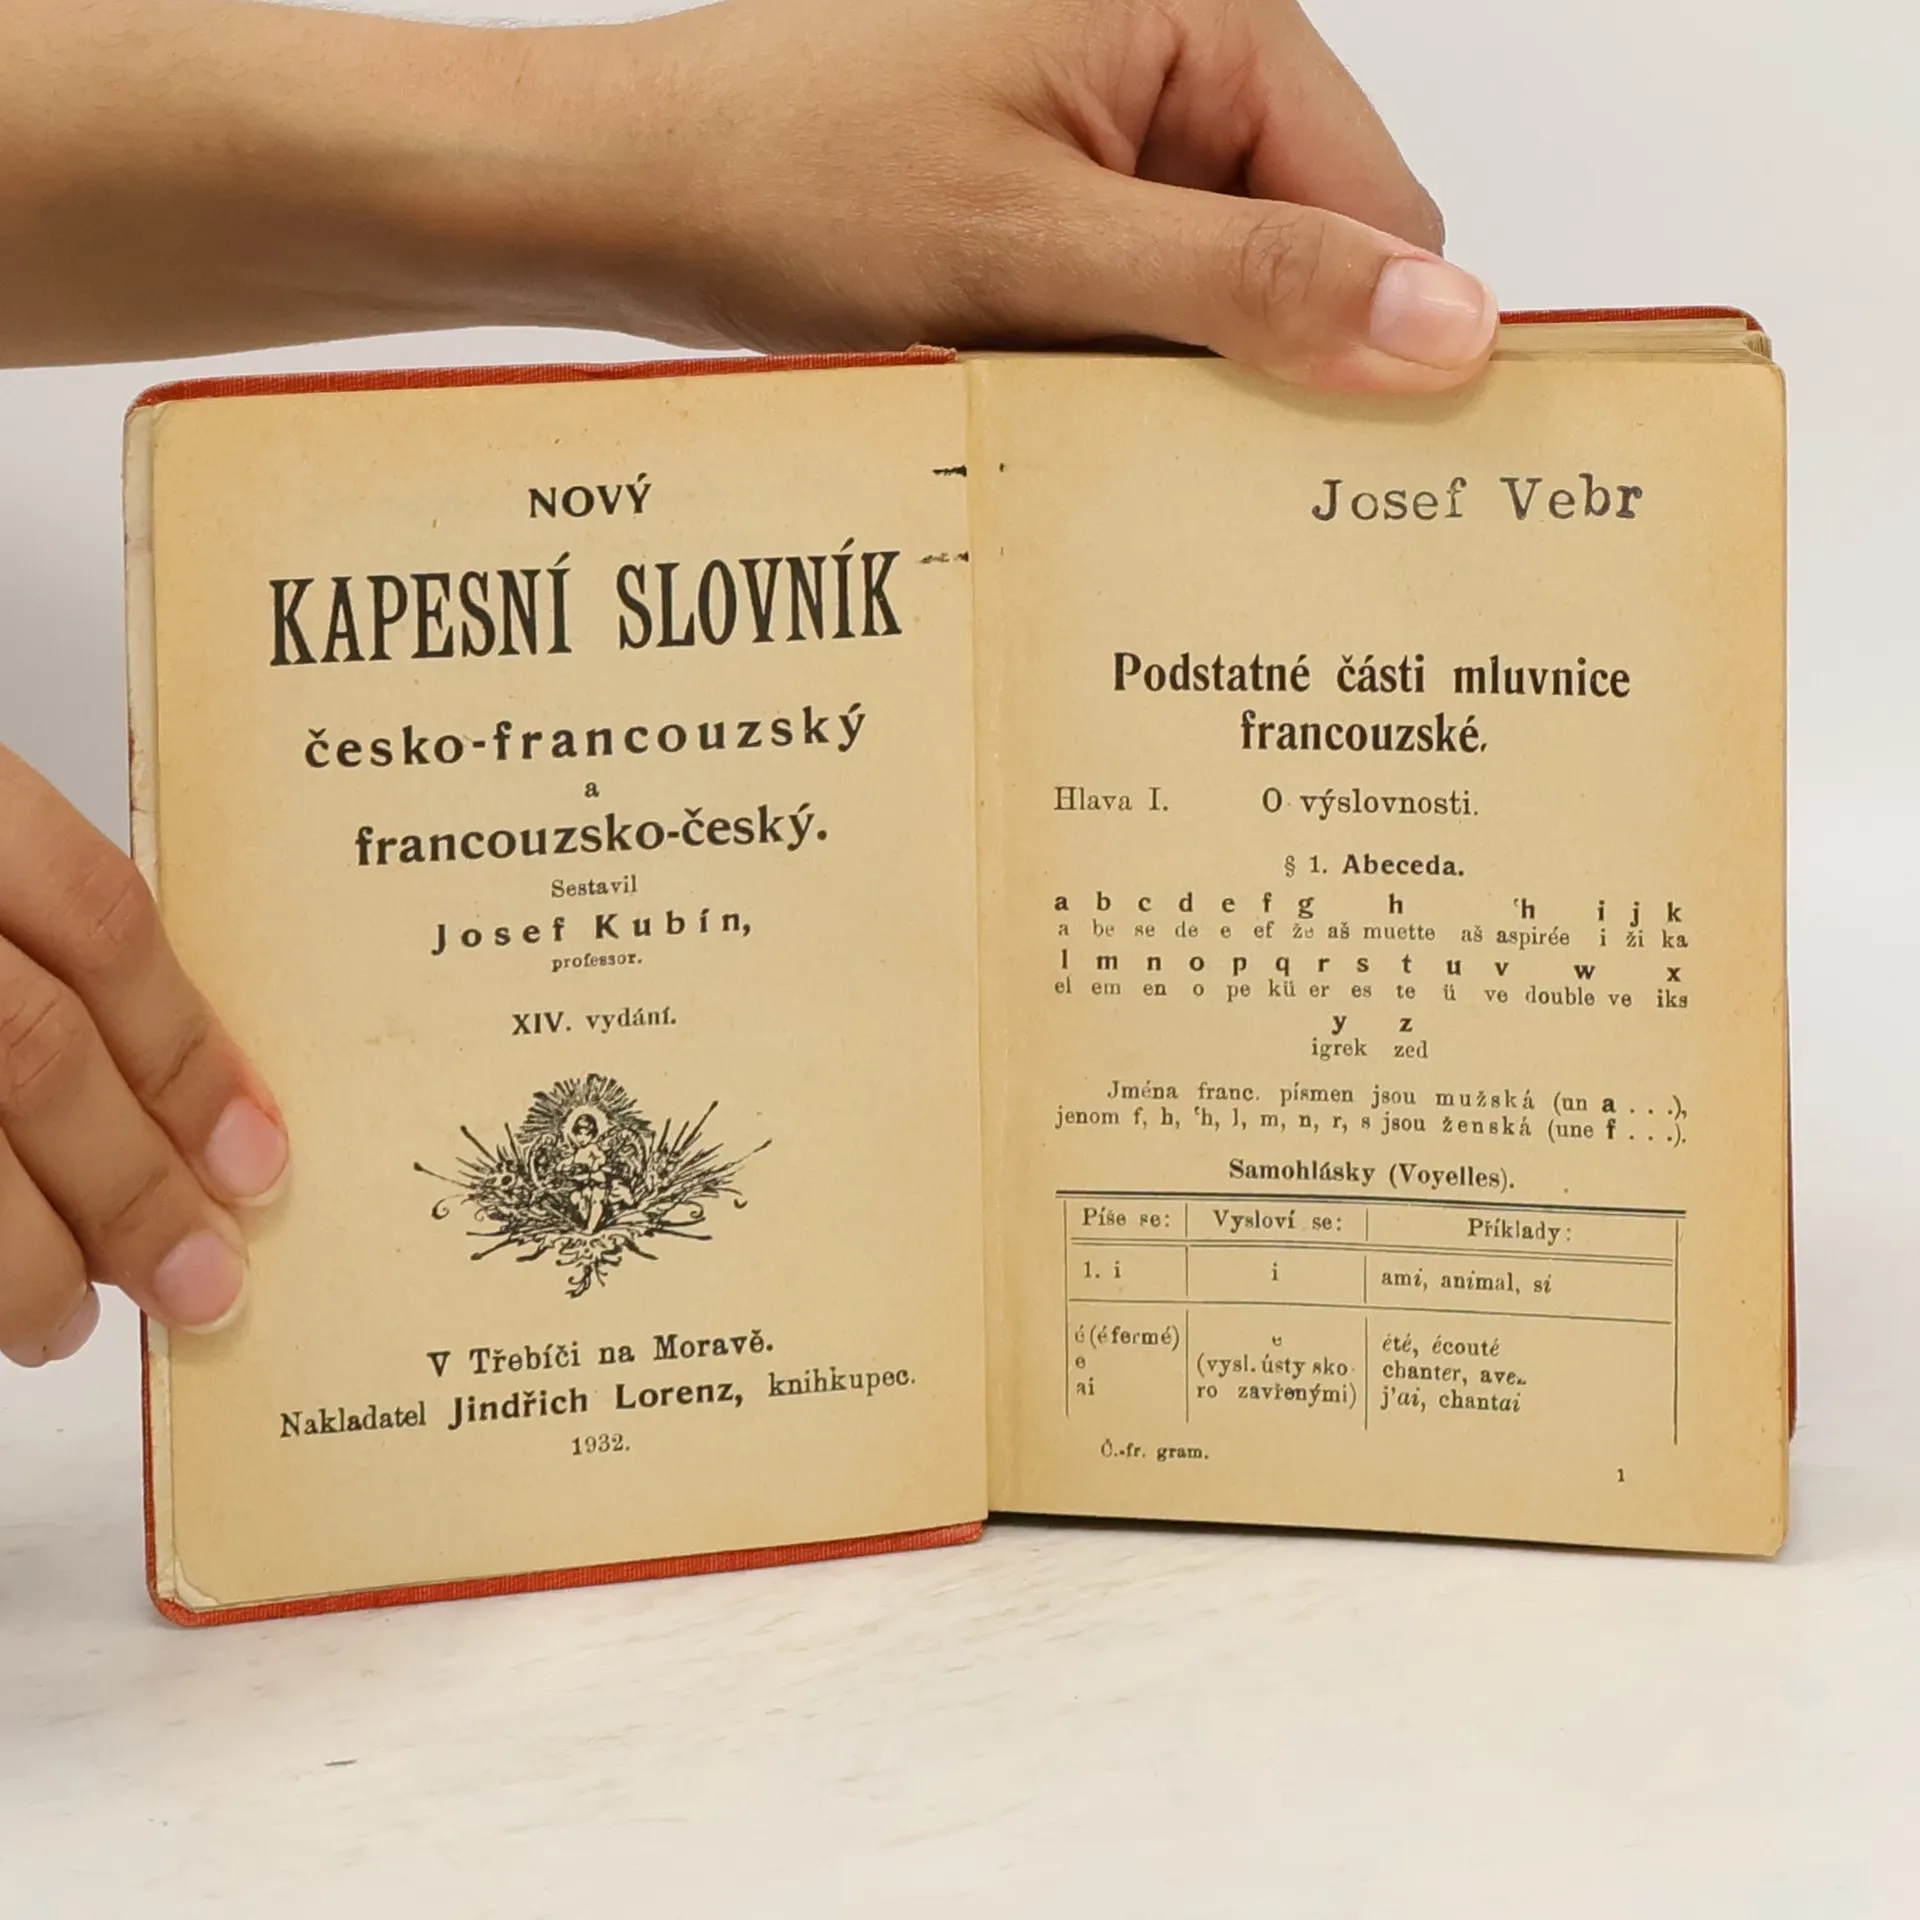 NOVÝ
KAPESNÍ SLOVNÍK
česko-francouzský
a
francouzsko-český.
Sestavil
Josef Kubín,
professor.
XIV. vydání.
V Třebíči na Moravě.
Nakladatel Jindřich Lorenz, knihkupec.
1932.
Josef Vebr
Podstatné části mluvnice
francouzské.
Hlava I. O výslovnosti.
§ 1. Abeceda.
a b c d e f g h ‘h i j k
a be se de e ef že aš muette aš aspirée i ži ka
l m n o p q r s t u v w x
el em en o pe kü er es te ü ve double ve iks
y z
igrek zed
Jména franc. písmen jsou mužská (un a . . .),
jenom f, h, ‘h, l, m, n, r, s jsou ženská (une f . . .).
Samohlásky (Voyelles).
Píše se: Vysloví se: Příklady:
1. i i ami, animal, si
é (é fermé) e été, écouté
e (vysl. ústy sko- chanter,
ai ro zavřenými) j’ai, chantai
Č.-fr. gram.
1